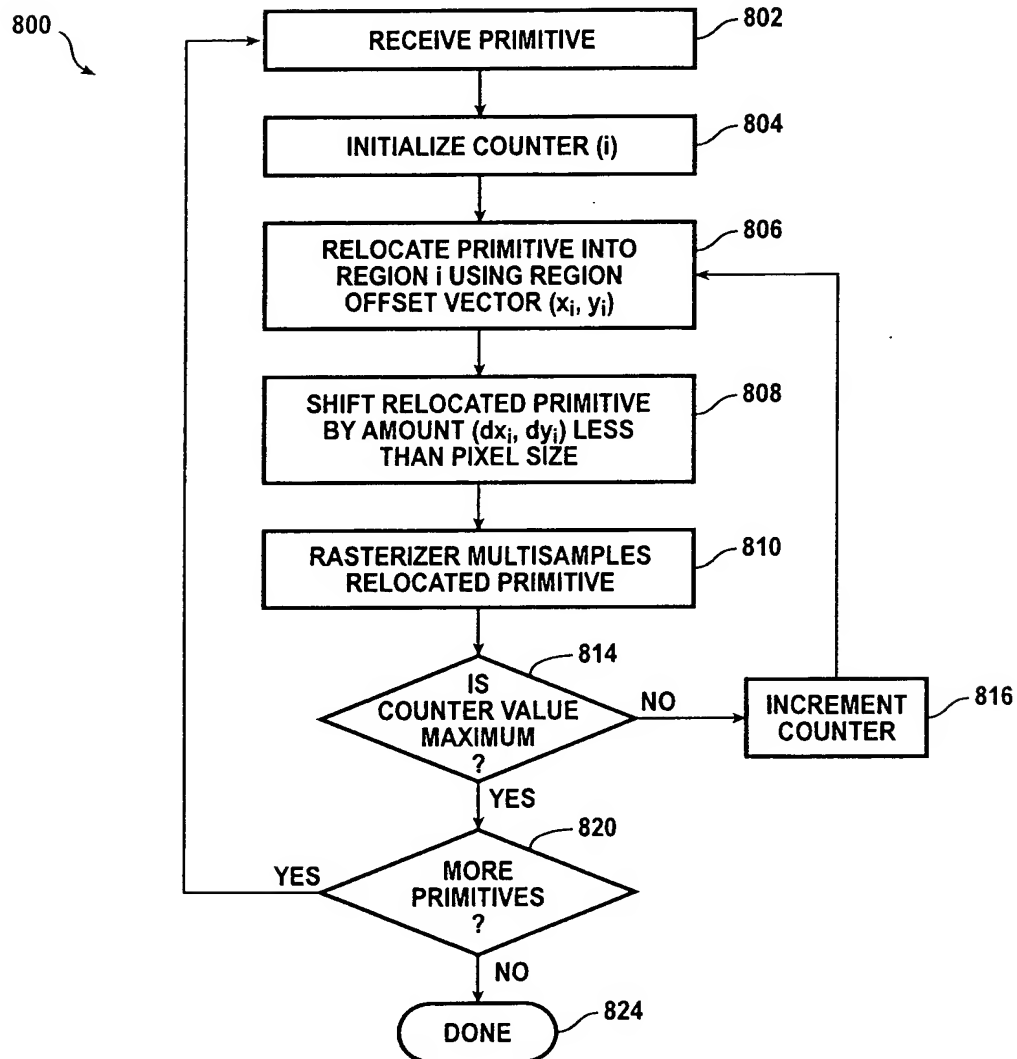 800
802
RECEIVE PRIMITIVE
804
INITIALIZE COUNTER (i)
806
RELOCATE PRIMITIVE INTO
REGION i USING REGION
OFFSET VECTOR (xᵢ, yᵢ)
808
SHIFT RELOCATED PRIMITIVE
BY AMOUNT (dxᵢ, dyᵢ) LESS
THAN PIXEL SIZE
810
RASTERIZER MULTISAMPLES
RELOCATED PRIMITIVE
814
IS
COUNTER VALUE
MAXIMUM
?
NO
INCREMENT
COUNTER
816
YES
820
MORE
PRIMITIVES
?
YES
NO
DONE
824